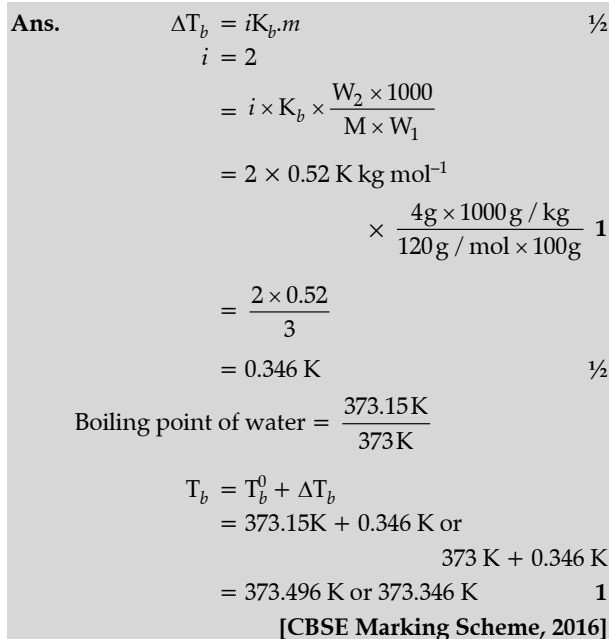 Ans. ΔT_b = iK_b.m ½
i = 2
= i × K_b × (W_2 × 1000) / (M × W_1)
= 2 × 0.52 K kg mol^–1
× (4g × 1000g / kg) / (120g / mol × 100g) 1
= (2 × 0.52) / 3
= 0.346 K ½
Boiling point of water = 373.15K / 373K
T_b = T_b^0 + ΔT_b
= 373.15K + 0.346 K or
373 K + 0.346 K
= 373.496 K or 373.346 K 1
[CBSE Marking Scheme, 2016]